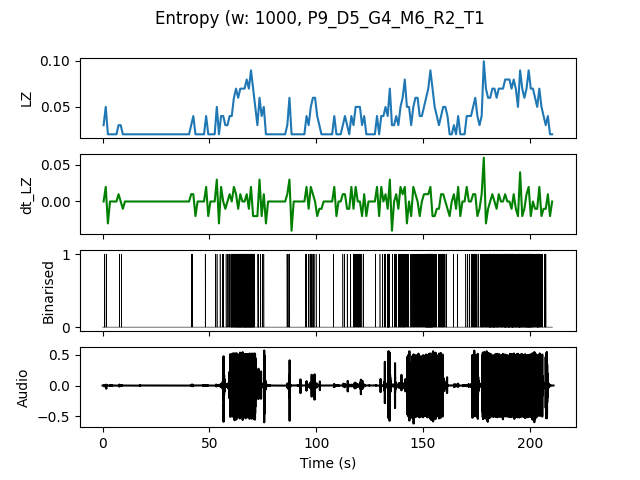 Entropy (w: 1000, P9_D5_G4_M6_R2_T1
0.10
0.05
LZ
0.05
0.00
dt_LZ
1
0
Binarised
0.5
0.0
−0.5
Audio
0 50 100 150 200
Time (s)